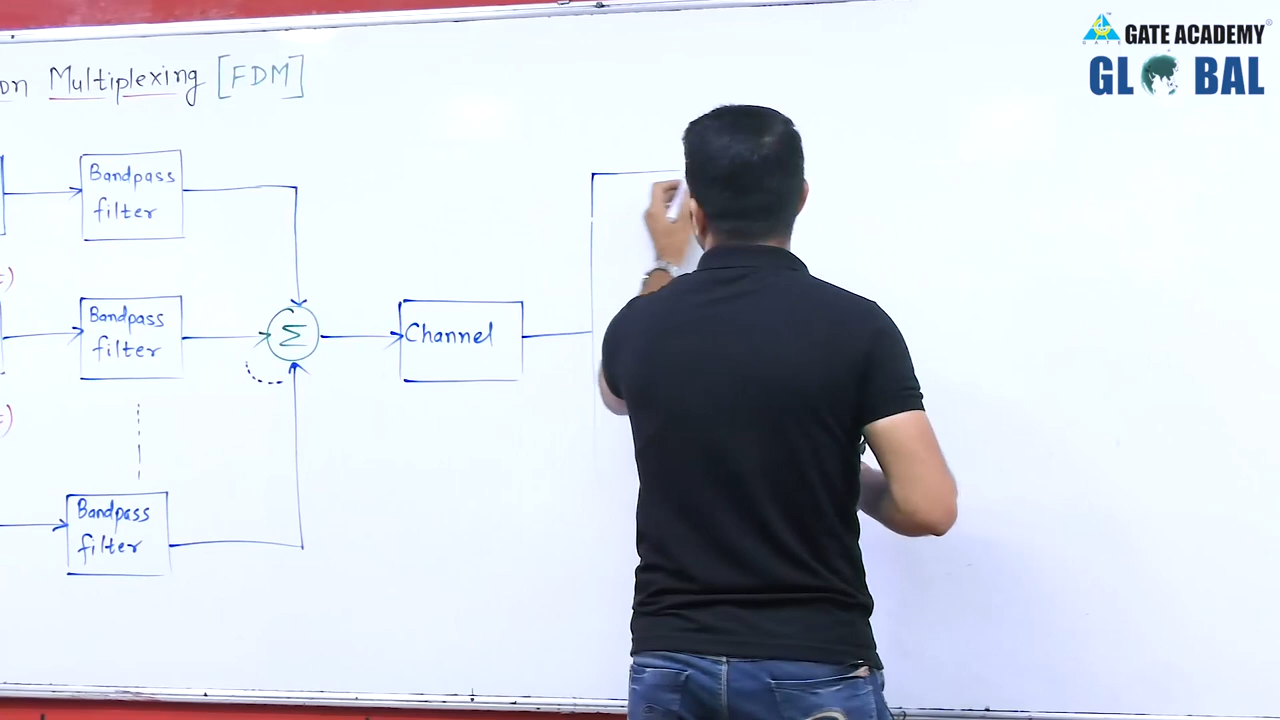 GATE ACADEMY
GLOBAL
on Multiplexing [FDM]
Bandpass
filter
Bandpass
filter
Σ
Channel
Bandpass
filter